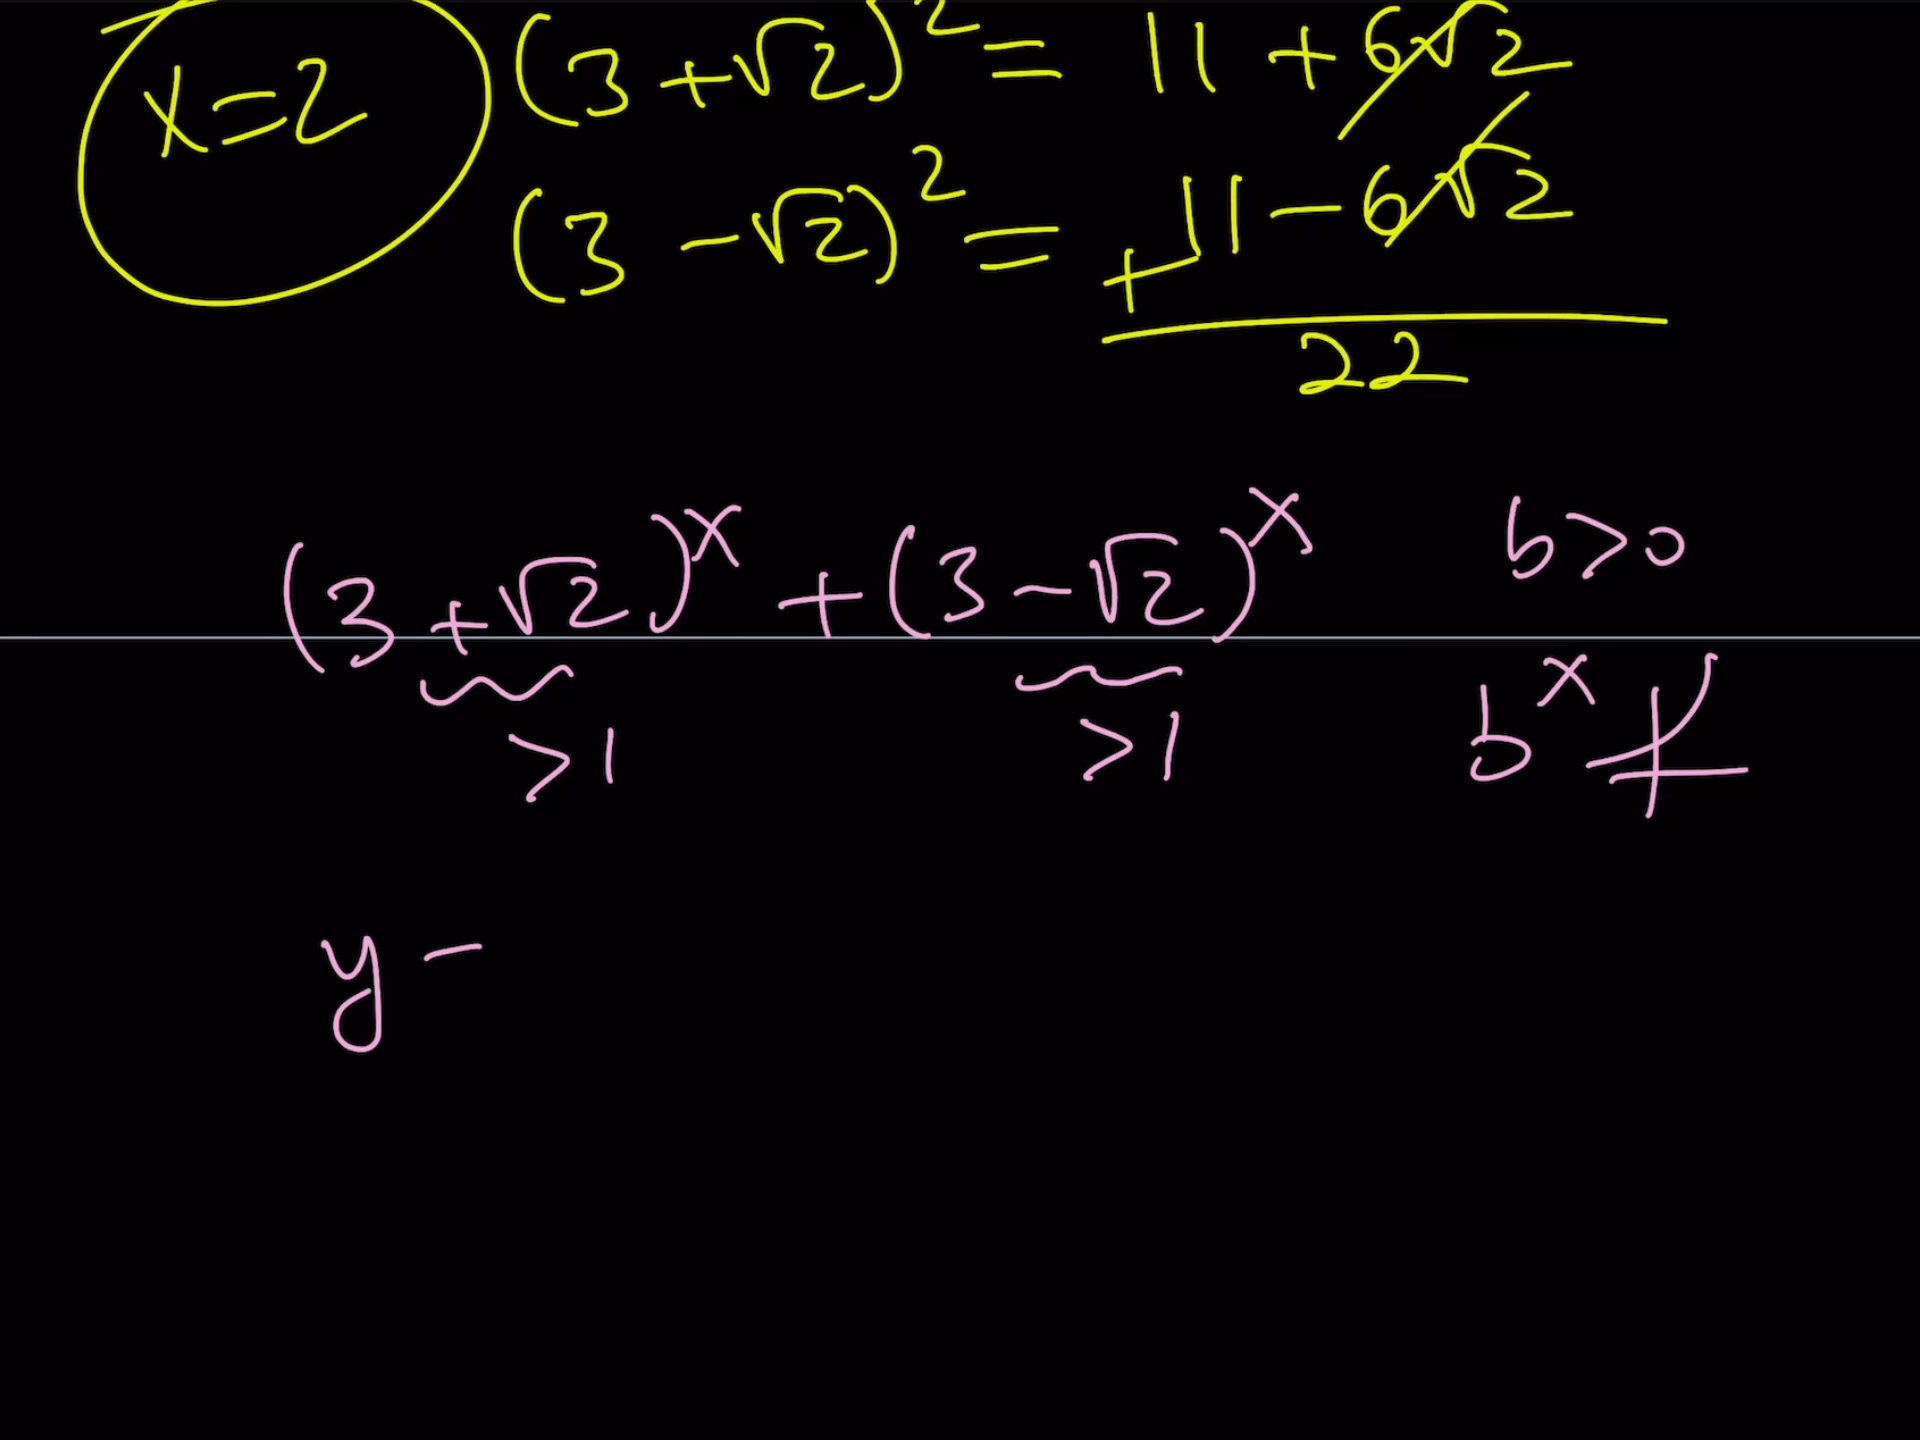 x=2
(3+√2)² = 11+6√2
(3-√2)² = +11-6√2
22
(3+√2)ˣ + (3-√2)ˣ b>0
>1 >1 bˣ
y-